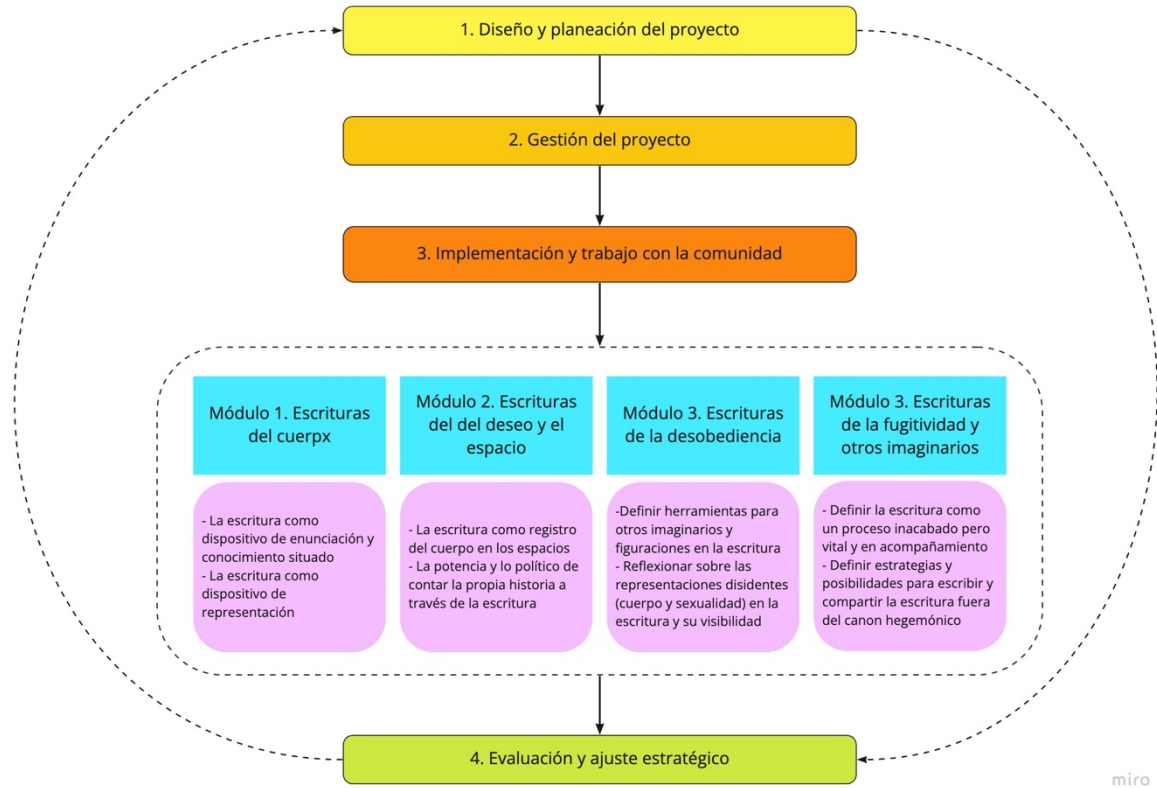 1. Diseño y planeación del proyecto
2. Gestión del proyecto
3. Implementación y trabajo con la comunidad
Módulo 1. Escrituras
del cuerpx
Módulo 2. Escrituras
del del deseo y el
espacio
Módulo 3. Escrituras
de la desobediencia
Módulo 3. Escrituras
de la fugitividad y
otros imaginarios
- La escritura como
dispositivo de enunciación y
conocimiento situado
- La escritura como
dispositivo de
representación
- La escritura como registro
del cuerpo en los espacios
- La potencia y lo político de
contar la propia historia a
través de la escritura
-Definir herramientas para
otros imaginarios y
figuraciones en la escritura
- Reflexionar sobre las
representaciones disidentes
(cuerpo y sexualidad) en la
escritura y su visibilidad
- Definir la escritura como
un proceso inacabado pero
vital y en acompañamiento
- Definir estrategias y
posibilidades para escribir y
compartir la escritura fuera
del canon hegemónico
4. Evaluación y ajuste estratégico
miro